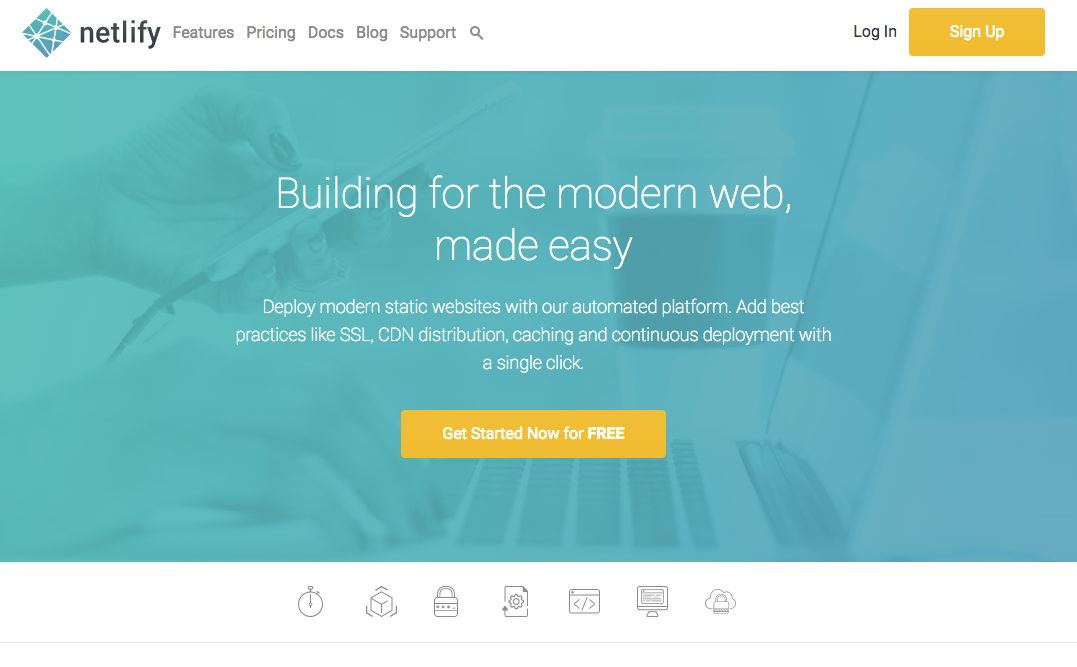 netlify
Features Pricing Docs Blog Support
Log In
Sign Up
Building for the modern web,
made easy
Deploy modern static websites with our automated platform. Add best
practices like SSL, CDN distribution, caching and continuous deployment with
a single click.
Get Started Now for FREE